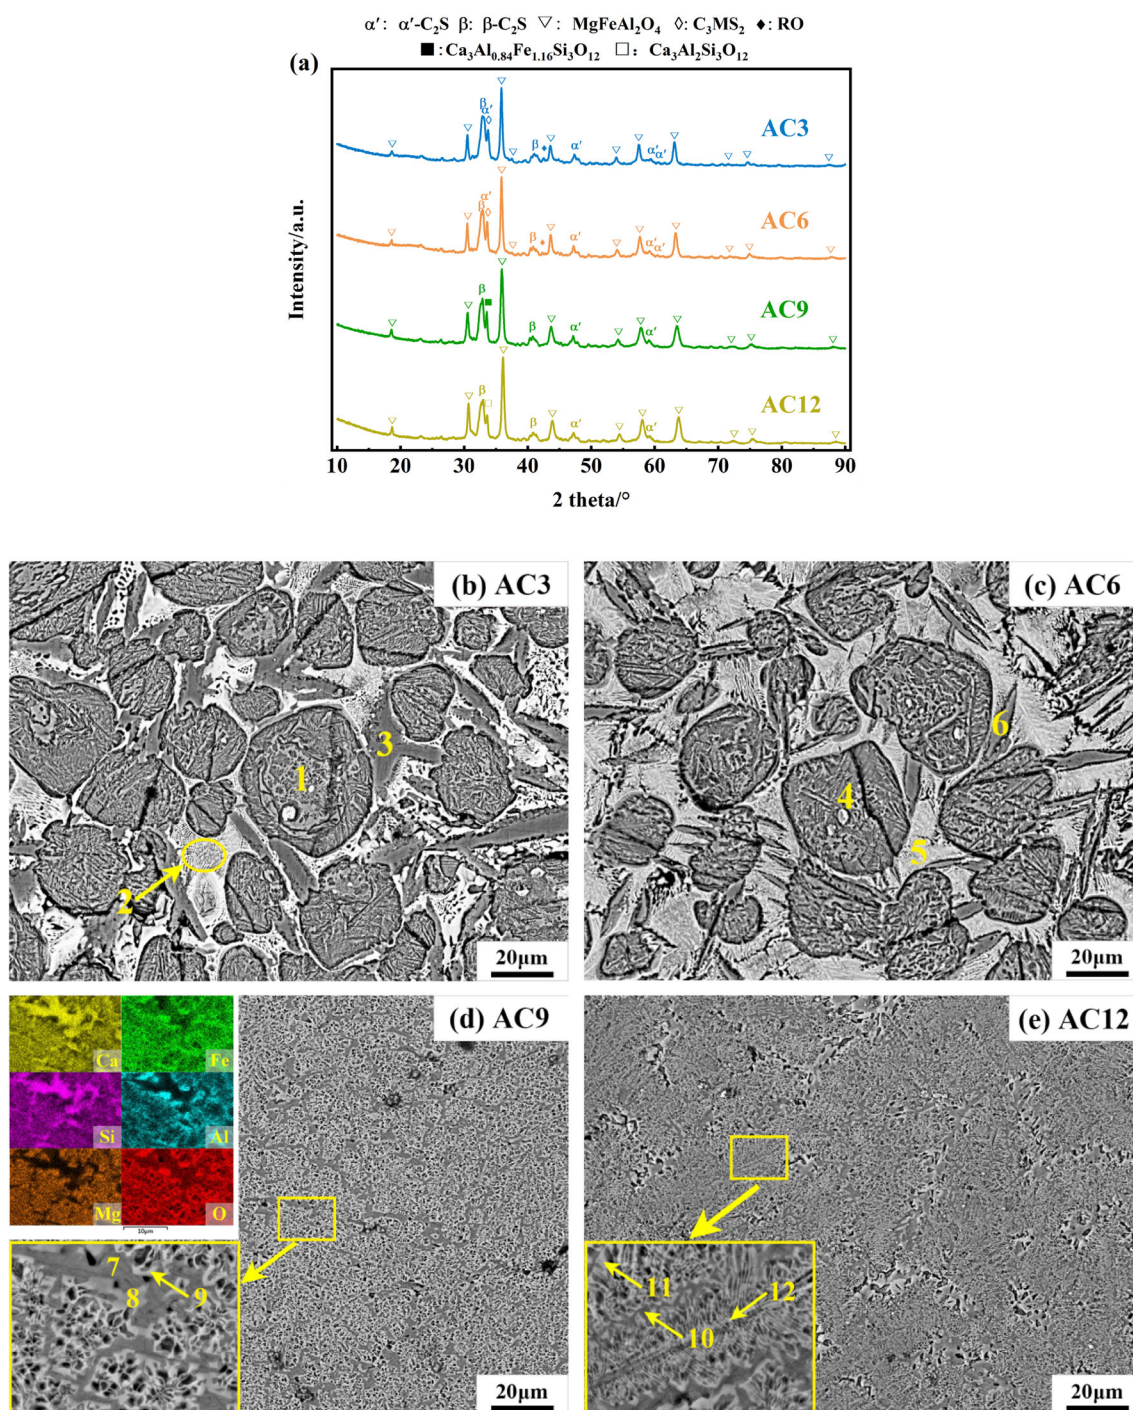 α′: α′-C₂S β: β-C₂S ▽: MgFeAl₂O₄ ◊: C₃MS₂ ♦: RO
■: Ca₃Al₀.₈₄Fe₁.₁₆Si₃O₁₂ □: Ca₃Al₂Si₃O₁₂
(a)
β
α′
AC3
β
α′
α′
α′
α′
β
AC6
β
α′
α′
α′
β
AC9
β
α′
α′
β
AC12
β
α′
α′
Intensity/a.u.
10 20 30 40 50 60 70 80 90
2 theta/°
(b) AC3
1
3
2
20μm
(c) AC6
6
4
5
20μm
Ca Fe
Si Al
Mg O
10μm
(d) AC9
7
8 9
20μm
(e) AC12
11 12
10
20μm